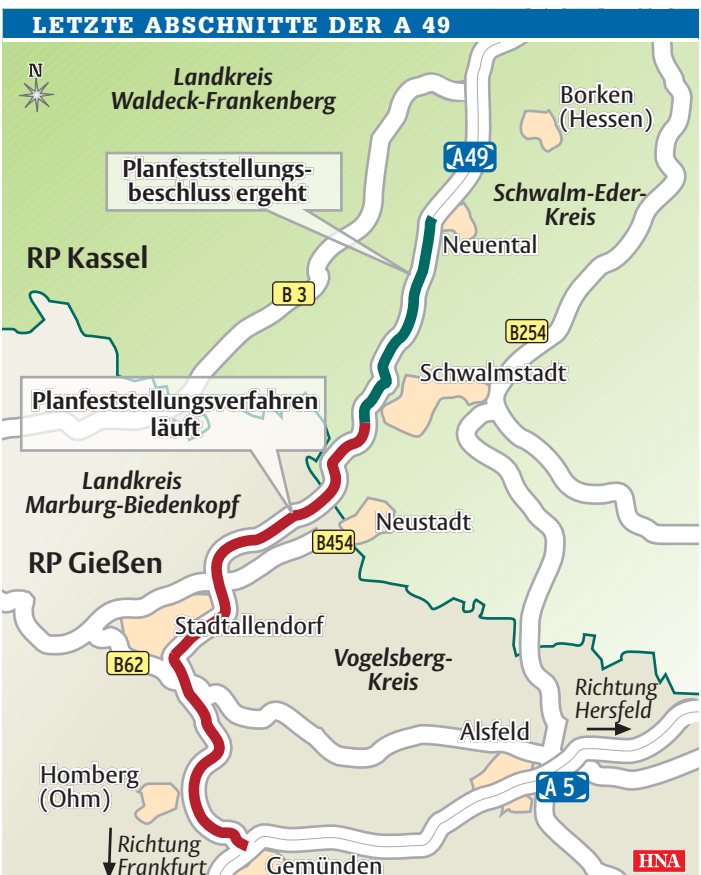 LETZTE ABSCHNITTE DER A 49
N
Landkreis
Waldeck-Frankenberg
Borken
(Hessen)
A49
Planfeststellungs-
beschluss ergeht
Schwalm-Eder-
Kreis
Neuental
RP Kassel
B 3
B254
Schwalmstadt
Planfeststellungsverfahren
läuft
Landkreis
Marburg-Biedenkopf
Neustadt
B454
RP Gießen
Stadtallendorf
B62
Vogelsberg-
Kreis
Richtung
Hersfeld
Alsfeld
A 5
Homberg
(Ohm)
Richtung
Frankfurt
Gemünden
HNA